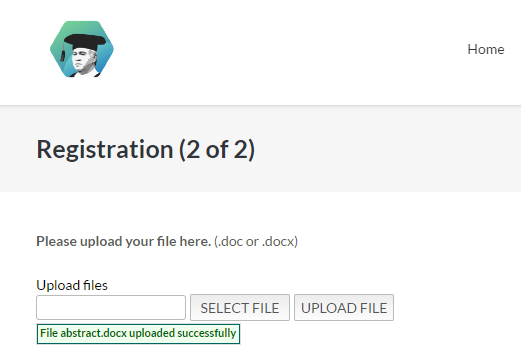 Home
Registration (2 of 2)
Please upload your file here. (.doc or .docx)
Upload files
SELECT FILE UPLOAD FILE
File abstract.docx uploaded successfully